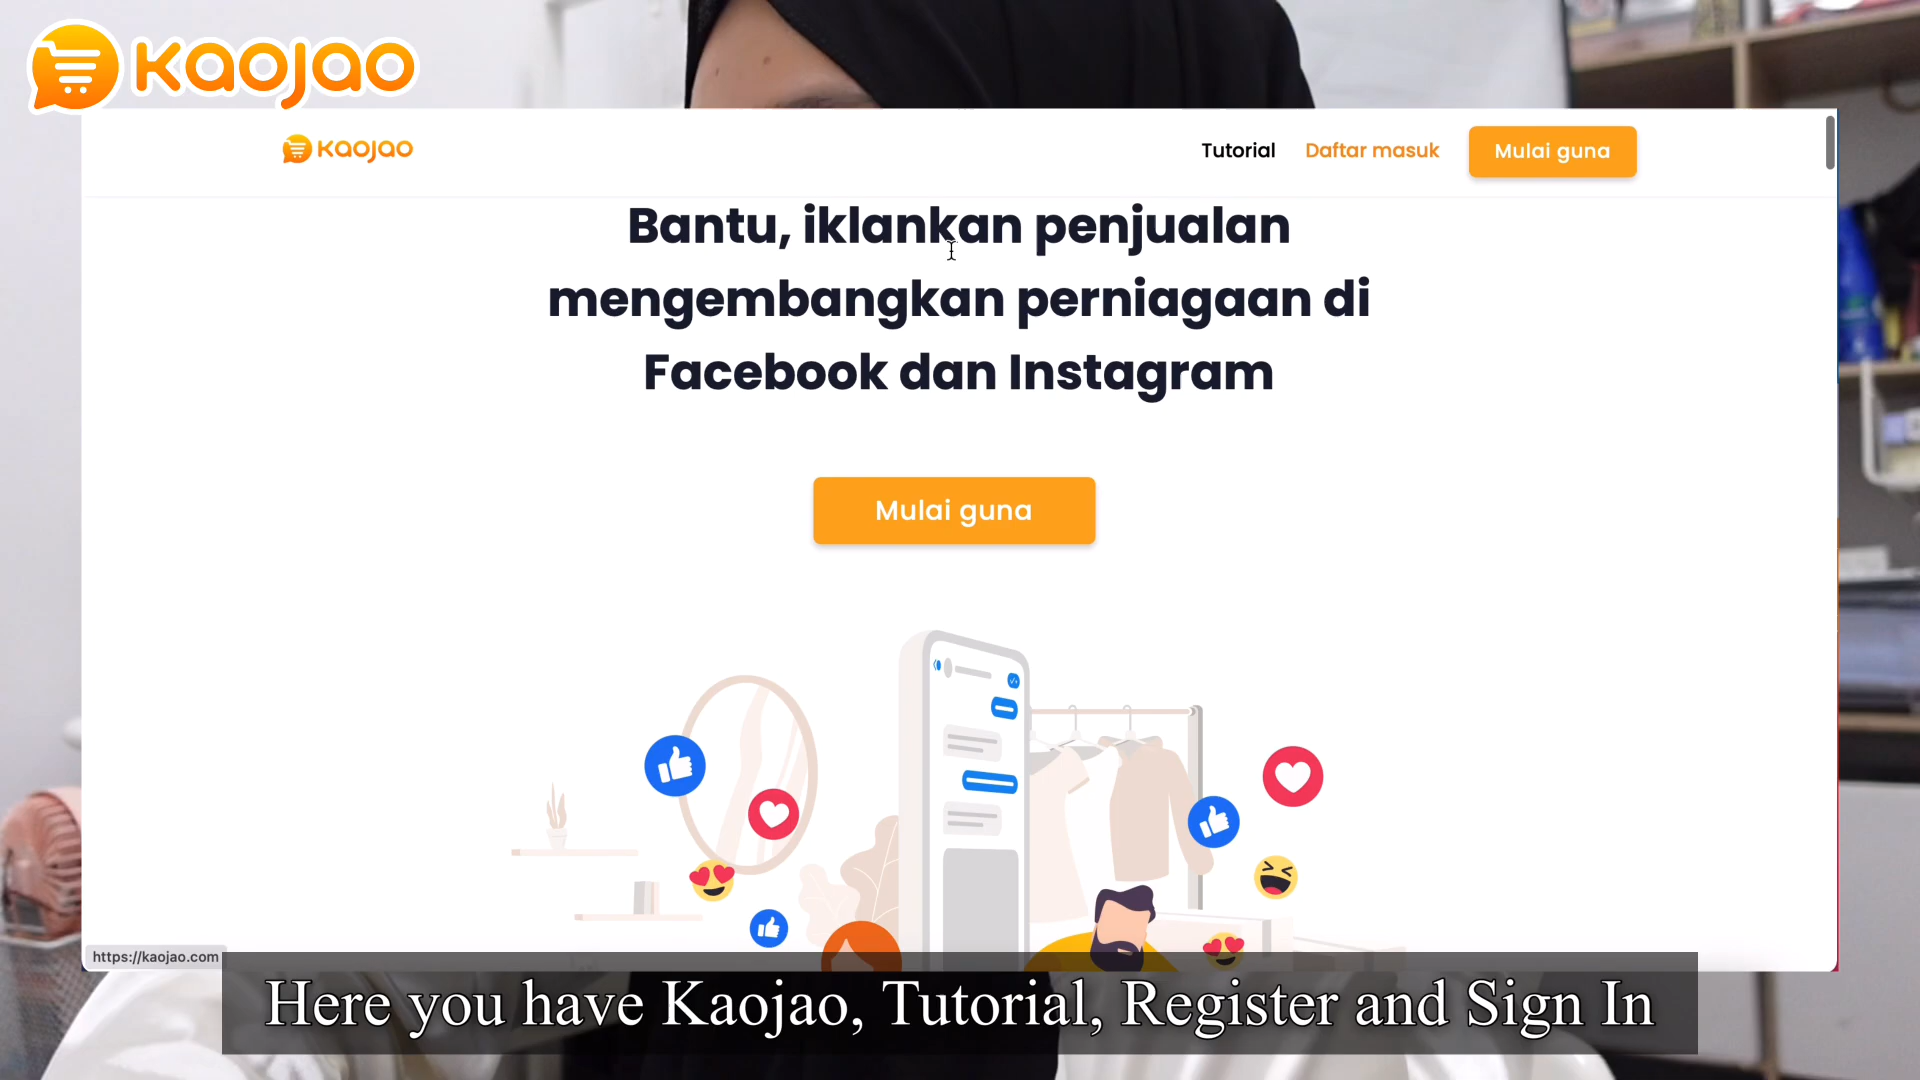 Kaojao
Kaojao
Tutorial
Daftar masuk
Mulai guna
Bantu, iklankan penjualan
mengembangkan perniagaan di
Facebook dan Instagram
Mulai guna
https://kaojao.com
Here you have Kaojao, Tutorial, Register and Sign In